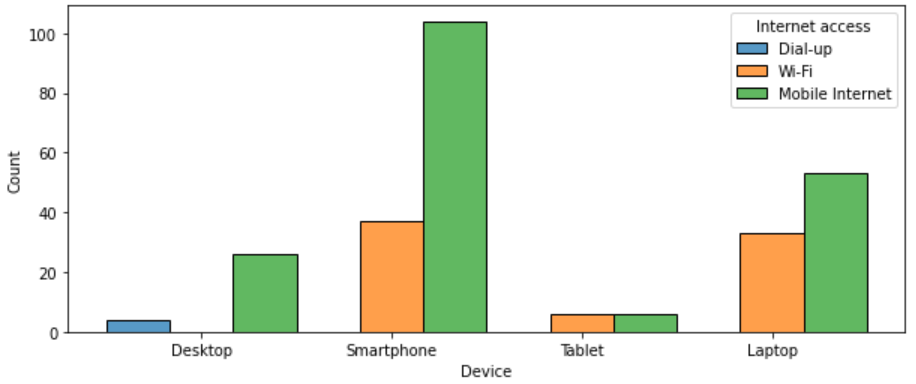 Internet access
Dial-up
Wi-Fi
Mobile Internet
Count
100
80
60
40
20
0
Desktop Smartphone Tablet Laptop
Device